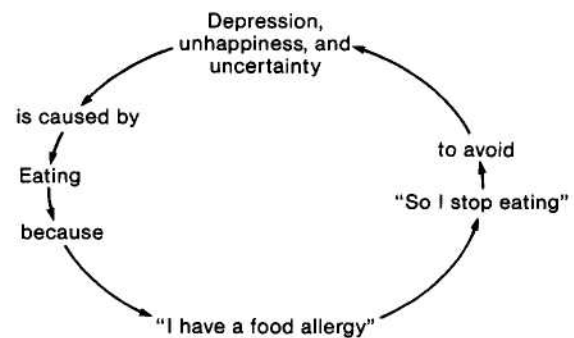 Depression,
unhappiness, and
uncertainty
is caused by
Eating
because
"I have a food allergy"
"So I stop eating"
to avoid